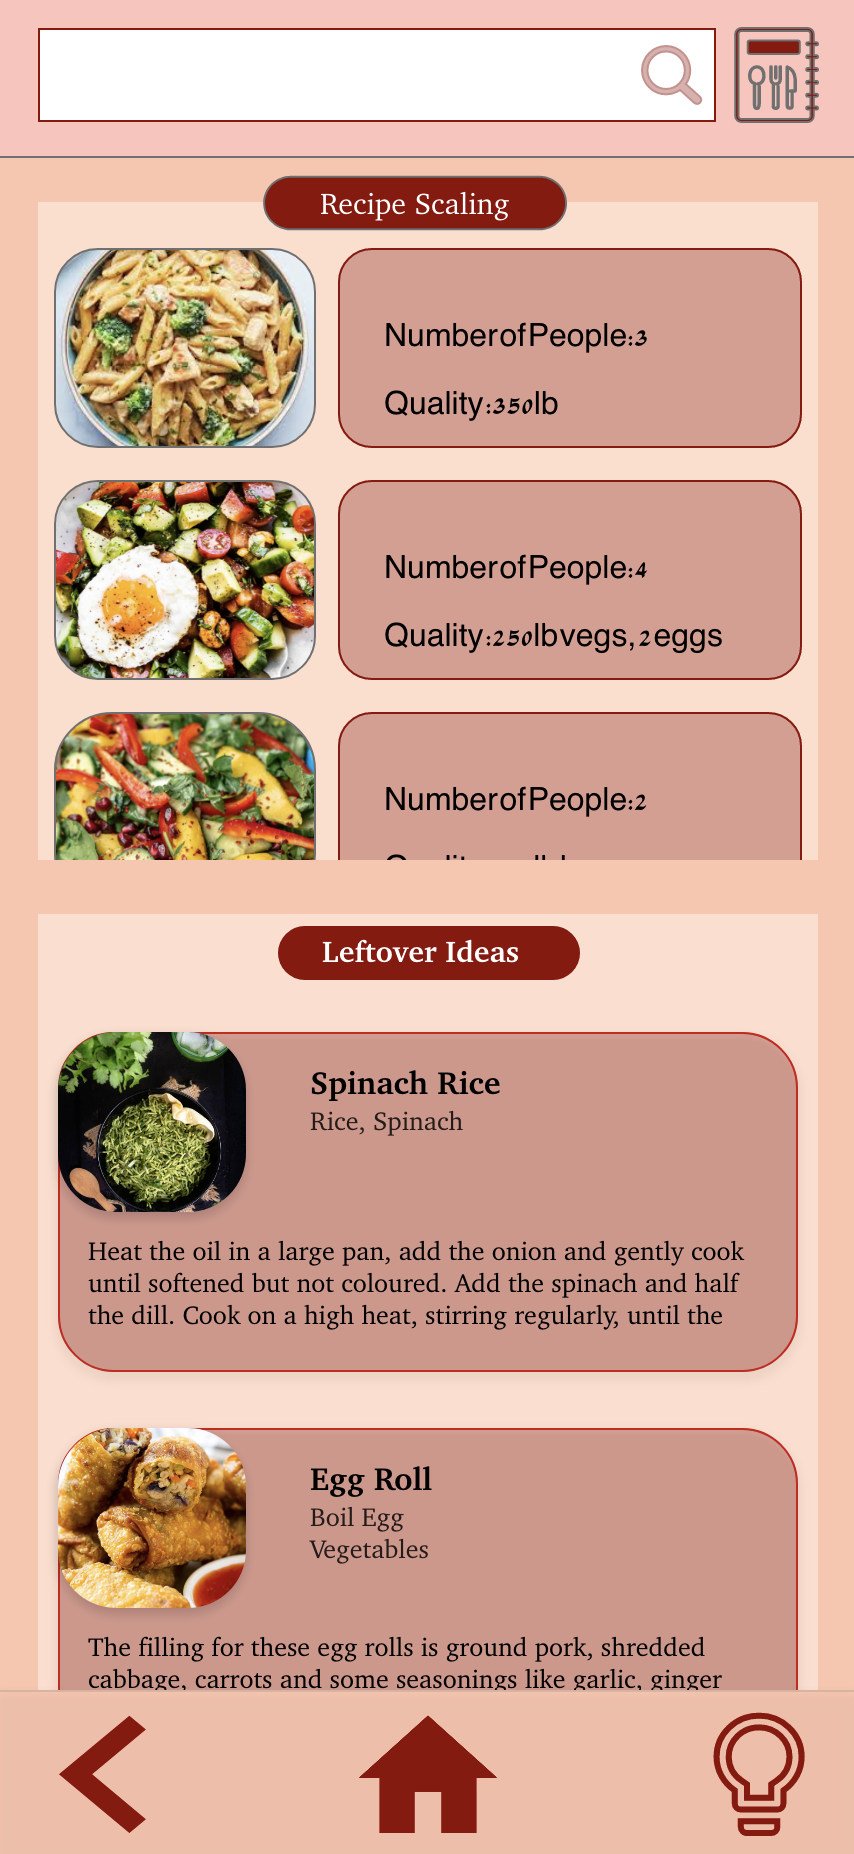 Recipe Scaling
NumberofPeople:3
Quality:350lb
NumberofPeople:4
Quality:250lbvegs,2eggs
NumberofPeople:2
Leftover Ideas
Spinach Rice
Rice, Spinach
Heat the oil in a large pan, add the onion and gently cook
until softened but not coloured. Add the spinach and half
the dill. Cook on a high heat, stirring regularly, until the
Egg Roll
Boil Egg
Vegetables
The filling for these egg rolls is ground pork, shredded
cabbage, carrots and some seasonings like garlic, ginger